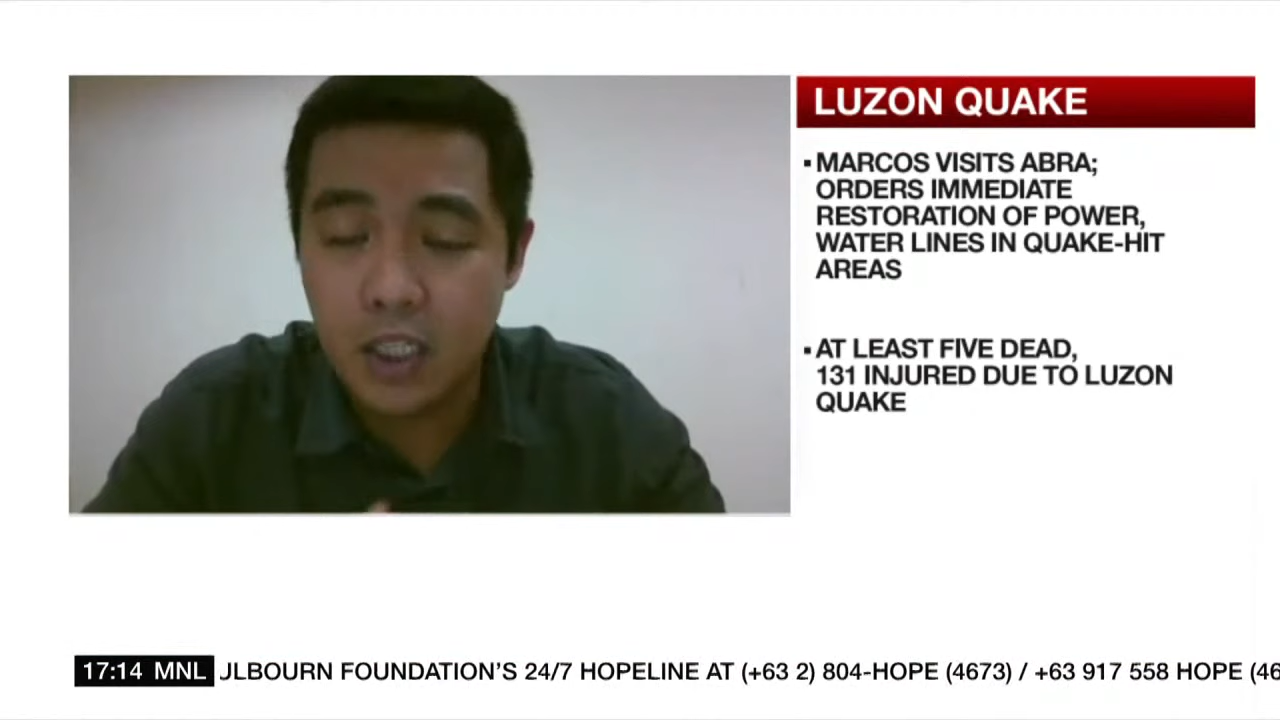 LUZON QUAKE
▪MARCOS VISITS ABRA;
ORDERS IMMEDIATE
RESTORATION OF POWER,
WATER LINES IN QUAKE-HIT
AREAS
▪AT LEAST FIVE DEAD,
131 INJURED DUE TO LUZON
QUAKE
17:14 MNL JLBOURN FOUNDATION'S 24/7 HOPELINE AT (+63 2) 804-HOPE (4673) / +63 917 558 HOPE (46